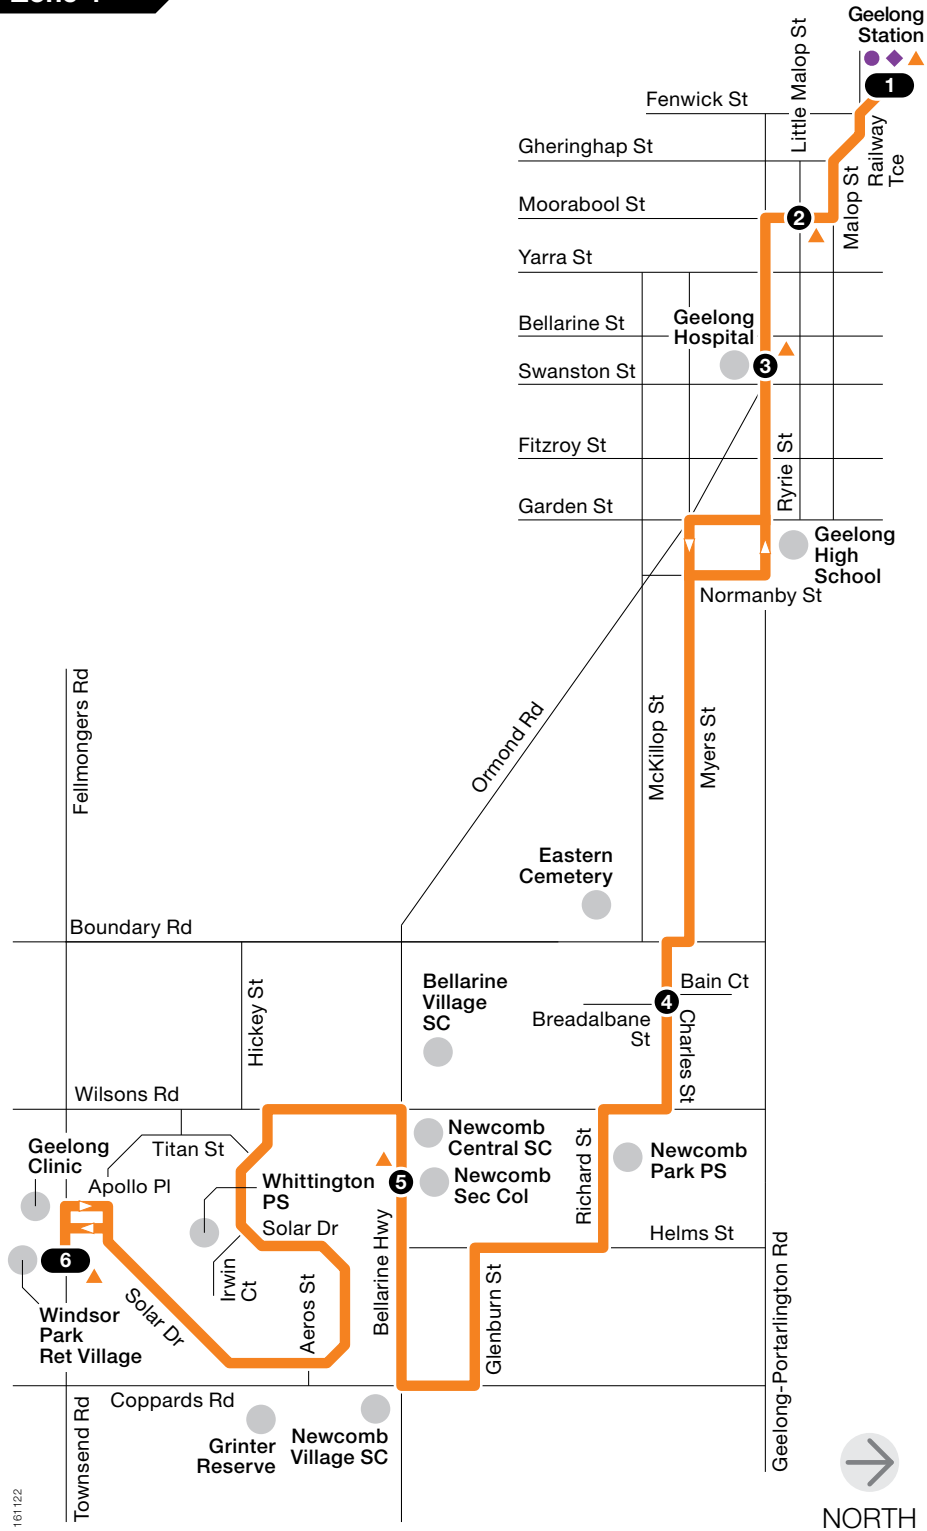 Geelong
Station
1
Little Malop St
Fenwick St
Railway
Tce
Gheringhap St
Malop St
Moorabool St
2
Yarra St
Bellarine St
Geelong
Hospital
3
Swanston St
Fitzroy St
Ryrie St
Garden St
Geelong
High
School
Normanby St
Fellmongers Rd
Ormond Rd
McKillop St
Myers St
Eastern
Cemetery
Boundary Rd
Hickey St
Bellarine
Village
SC
Bain Ct
4
Breadalbane
St
Charles St
Wilsons Rd
Geelong
Clinic
Titan St
Apollo Pl
Whittington
PS
Solar Dr
Newcomb
Central SC
5
Newcomb
Sec Col
Richard St
Newcomb
Park PS
Helms St
6
Irwin
Ct
Windsor
Park
Ret Village
Solar Dr
Aeros St
Bellarine Hwy
Glenburn St
Geelong-Portarlington Rd
Coppards Rd
Townsend Rd
Grinter
Reserve
Newcomb
Village SC
161122
NORTH